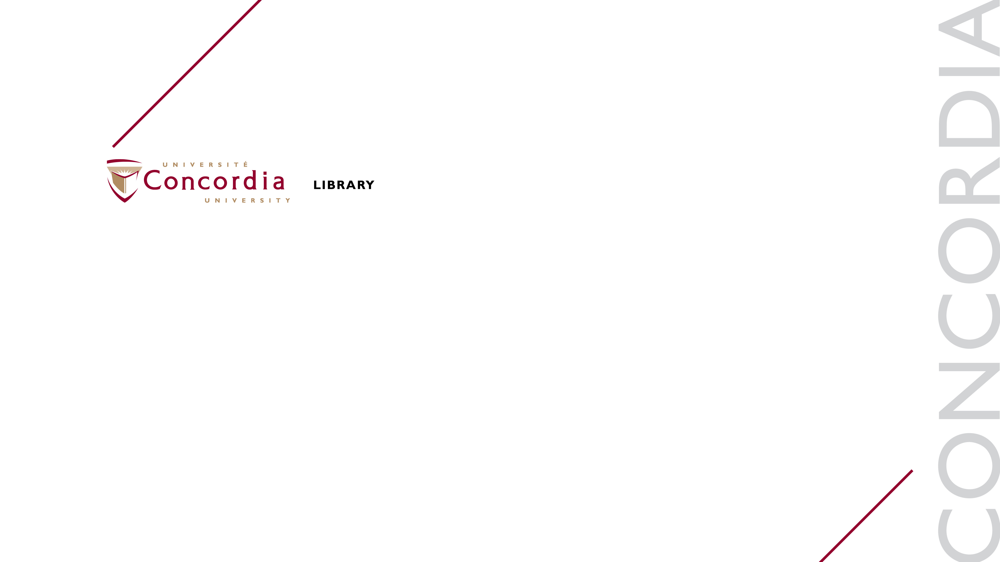 UNIVERSITÉ
Concordia
UNIVERSITY
LIBRARY
CONCORDIA